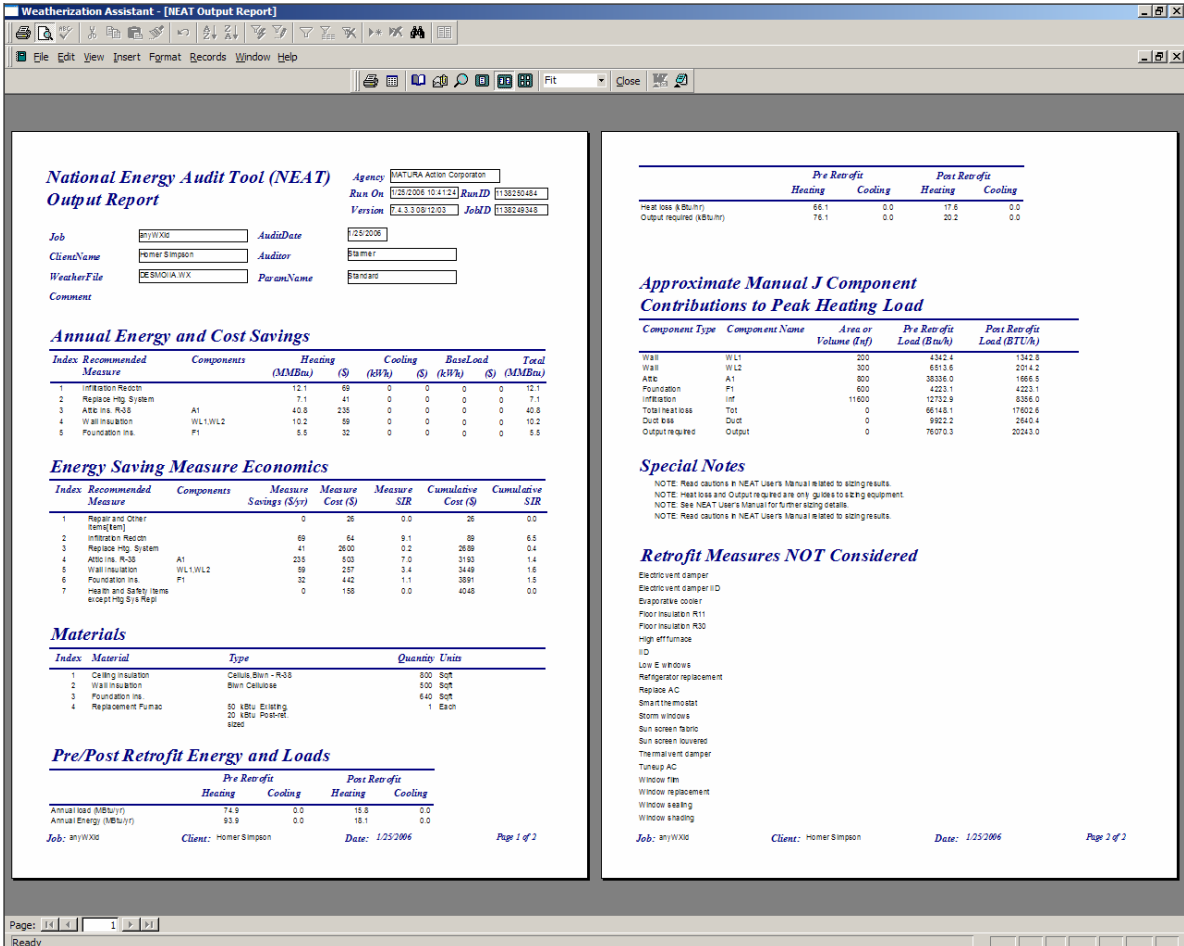 Weatherization Assistant - [NEAT Output Report]
File Edit View Insert Format Records Window Help
Fit Close
National Energy Audit Tool (NEAT)
Output Report
Agency MATURA Action Corporaton
Run On 1/25/2006 10:41:24 RunID 1138250484
Version 7.4.3.3 08/12/03 JobID 1138249348
Job anyWXId AuditDate 1/25/2006
ClientName Homer Simpson Auditor Starmer
WeatherFile DESMOIIA.WX ParamName Standard
Comment
Annual Energy and Cost Savings
Index Recommended Components Heating Cooling BaseLoad Total
Measure (MMBtu) ($) (kWh) ($) (kWh) ($) (MMBtu)
1 Infiltration Redctn 12.1 69 0 0 0 0 12.1
2 Replace Htg. System 7.1 41 0 0 0 0 7.1
3 Attic Ins. R-38 A1 40.8 235 0 0 0 0 40.8
4 Wall Insulation WL1,WL2 10.2 59 0 0 0 0 10.2
5 Foundation Ins. F1 5.5 32 0 0 0 0 5.5
Energy Saving Measure Economics
Index Recommended Components Measure Measure Measure Cumulative Cumulative
Measure Savings ($/yr) Cost ($) SIR Cost ($) SIR
1 Repair and Other 0 26 0.0 26 0.0
Items[Item]
2 Infiltration Redctn 69 64 9.1 89 6.5
3 Replace Htg. System 41 2600 0.2 2689 0.4
4 Attic Ins. R-38 A1 235 503 7.0 3193 1.4
5 Wall Insulation WL1,WL2 59 257 3.4 3449 1.6
6 Foundation Ins. F1 32 442 1.1 3891 1.5
7 Health and Safety Items 0 158 0.0 4048 0.0
except Htg Sys Repl
Materials
Index Material Type Quantity Units
1 Ceiling Insulation Celluls.Blwn - R-38 800 Sqft
2 Wall Insulation Blwn Cellulose 500 Sqft
3 Foundation Ins. 640 Sqft
4 Replacement Furnac 50 kBtu Existing. 1 Each
20 kBtu Post-ret.
sized
Pre/Post Retrofit Energy and Loads
Pre Retrofit Post Retrofit
Heating Cooling Heating Cooling
Annual load (MBtu/yr) 74.9 0.0 15.8 0.0
Annual Energy (MBtu/yr) 93.9 0.0 18.1 0.0
Job: anyWXId Client: Homer Simpson Date: 1/25/2006 Page 1 of 2
Pre Retrofit Post Retrofit
Heating Cooling Heating Cooling
Heat loss (kBtu/hr) 66.1 0.0 17.6 0.0
Output required (kBtu/hr) 76.1 0.0 20.2 0.0
Approximate Manual J Component
Contributions to Peak Heating Load
Component Type Component Name Area or Pre Retrofit Post Retrofit
Volume (Inf) Load (Btu/h) Load (BTU/h)
Wall WL1 200 4342.4 1342.8
Wall WL2 300 6513.6 2014.2
Attic A1 800 38336.0 1666.5
Foundation F1 600 4223.1 4223.1
Infiltration Inf 11600 12732.9 8356.0
Total heat loss Tot 0 66148.1 17602.6
Duct loss Duct 0 9922.2 2640.4
Output required Output 0 76070.3 20243.0
Special Notes
NOTE: Read cautions in NEAT User's Manual related to sizing results.
NOTE: Heat loss and Output required are only guides to sizing equipment.
NOTE: See NEAT User's Manual for further sizing details.
NOTE: Read cautions in NEAT User's Manual related to sizing results.
Retrofit Measures NOT Considered
Electric vent damper
Electric vent damper IID
Evaporative cooler
Floor insulation R11
Floor insulation R30
High eff furnace
IID
Low E windows
Refrigerator replacement
Replace AC
Smart thermostat
Storm windows
Sun screen fabric
Sun screen louvered
Thermal vent damper
Tuneup AC
Window film
Window replacement
Window sealing
Window shading
Job: anyWXId Client: Homer Simpson Date: 1/25/2006 Page 2 of 2
Page: 1
Ready